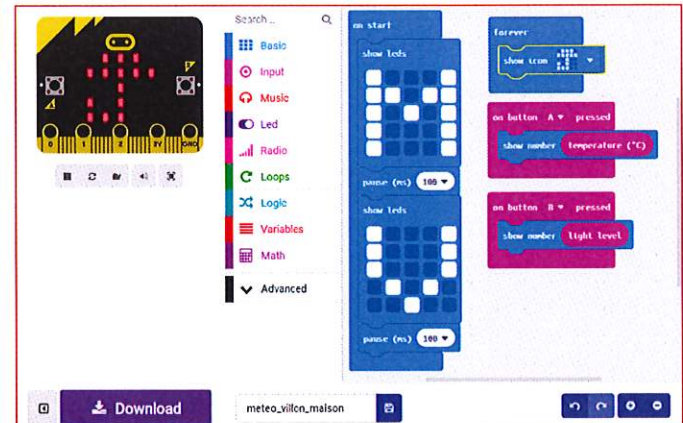 0 1 2 3V GND
Search...
Basic
Input
Music
Led
Radio
Loops
Logic
Variables
Math
Advanced
on start
show leds
pause (ms) 100
show leds
pause (ms) 100
forever
show icon
on button A pressed
show number temperature (°C)
on button B pressed
show number light level
Download
meteo_villon_maison